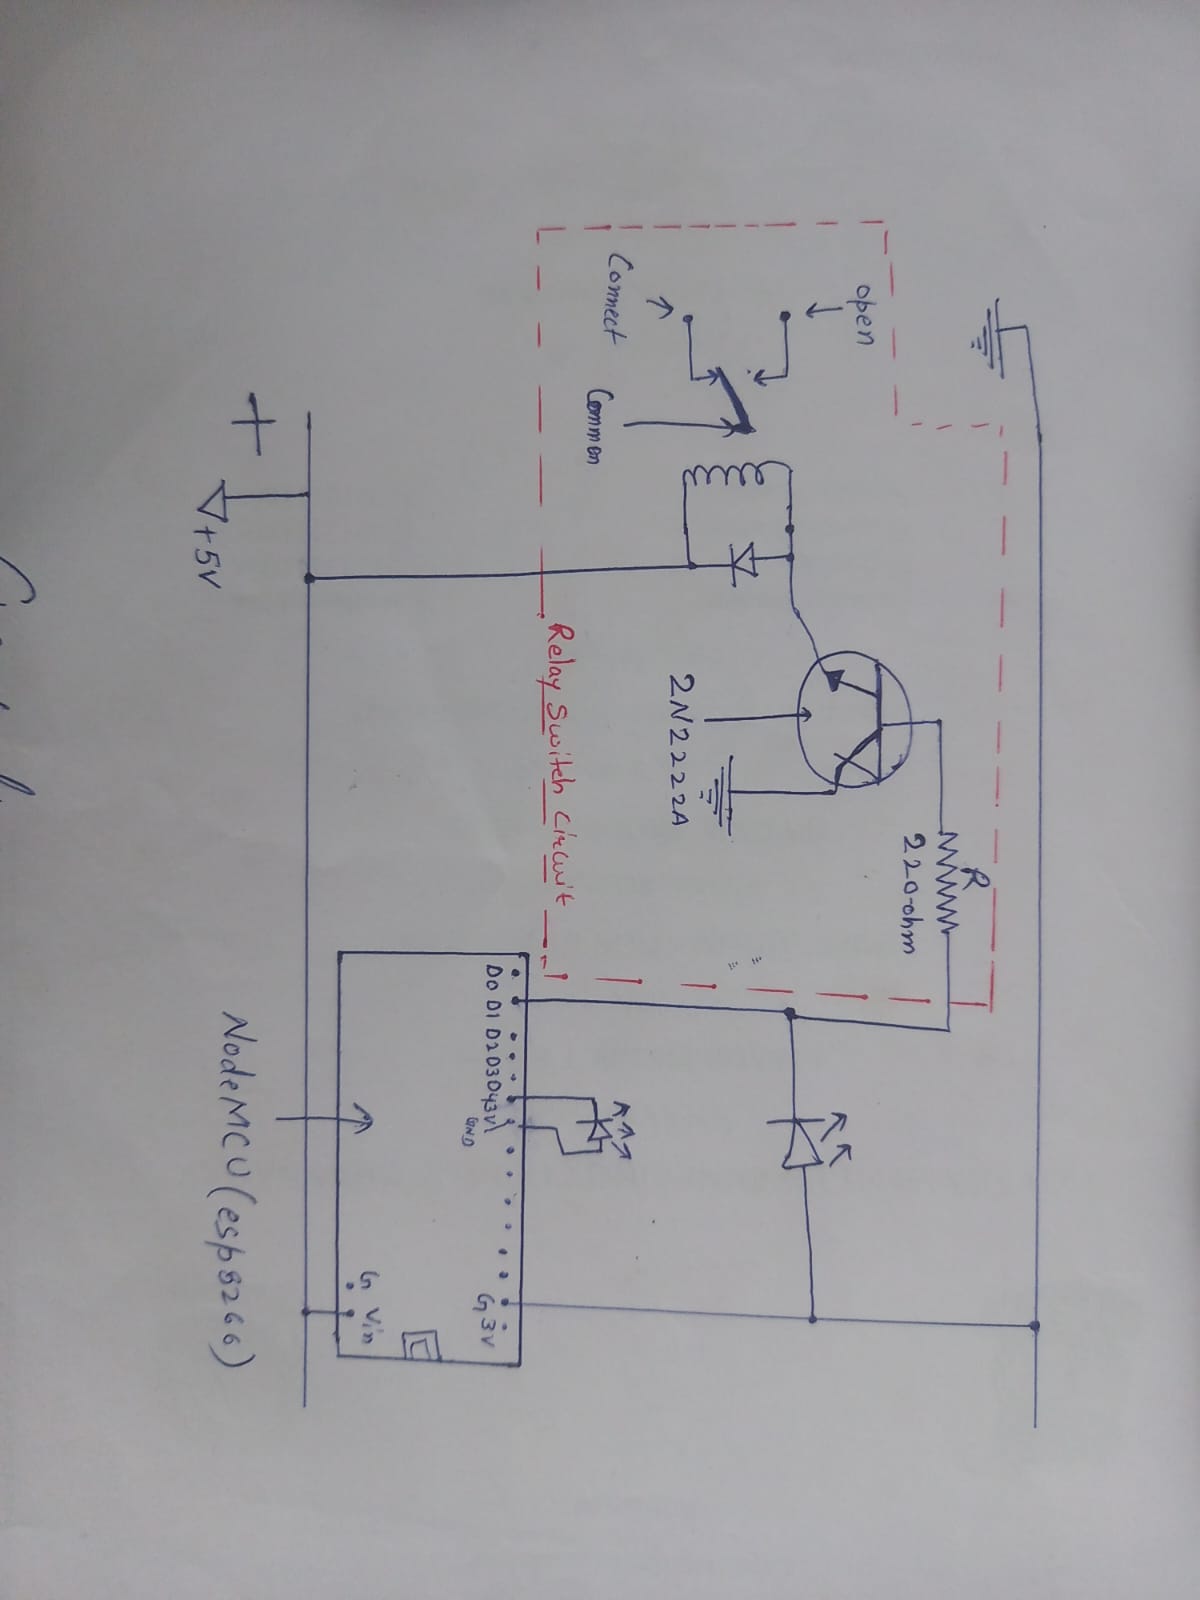 open
Connect
Common
+
+5V
2N2222A
R
220-ohm
Relay Switch Circuit
D0 D1 D2 D3 D4 3V
GND
G 3V
G Vin
NodeMCU(esp8266)